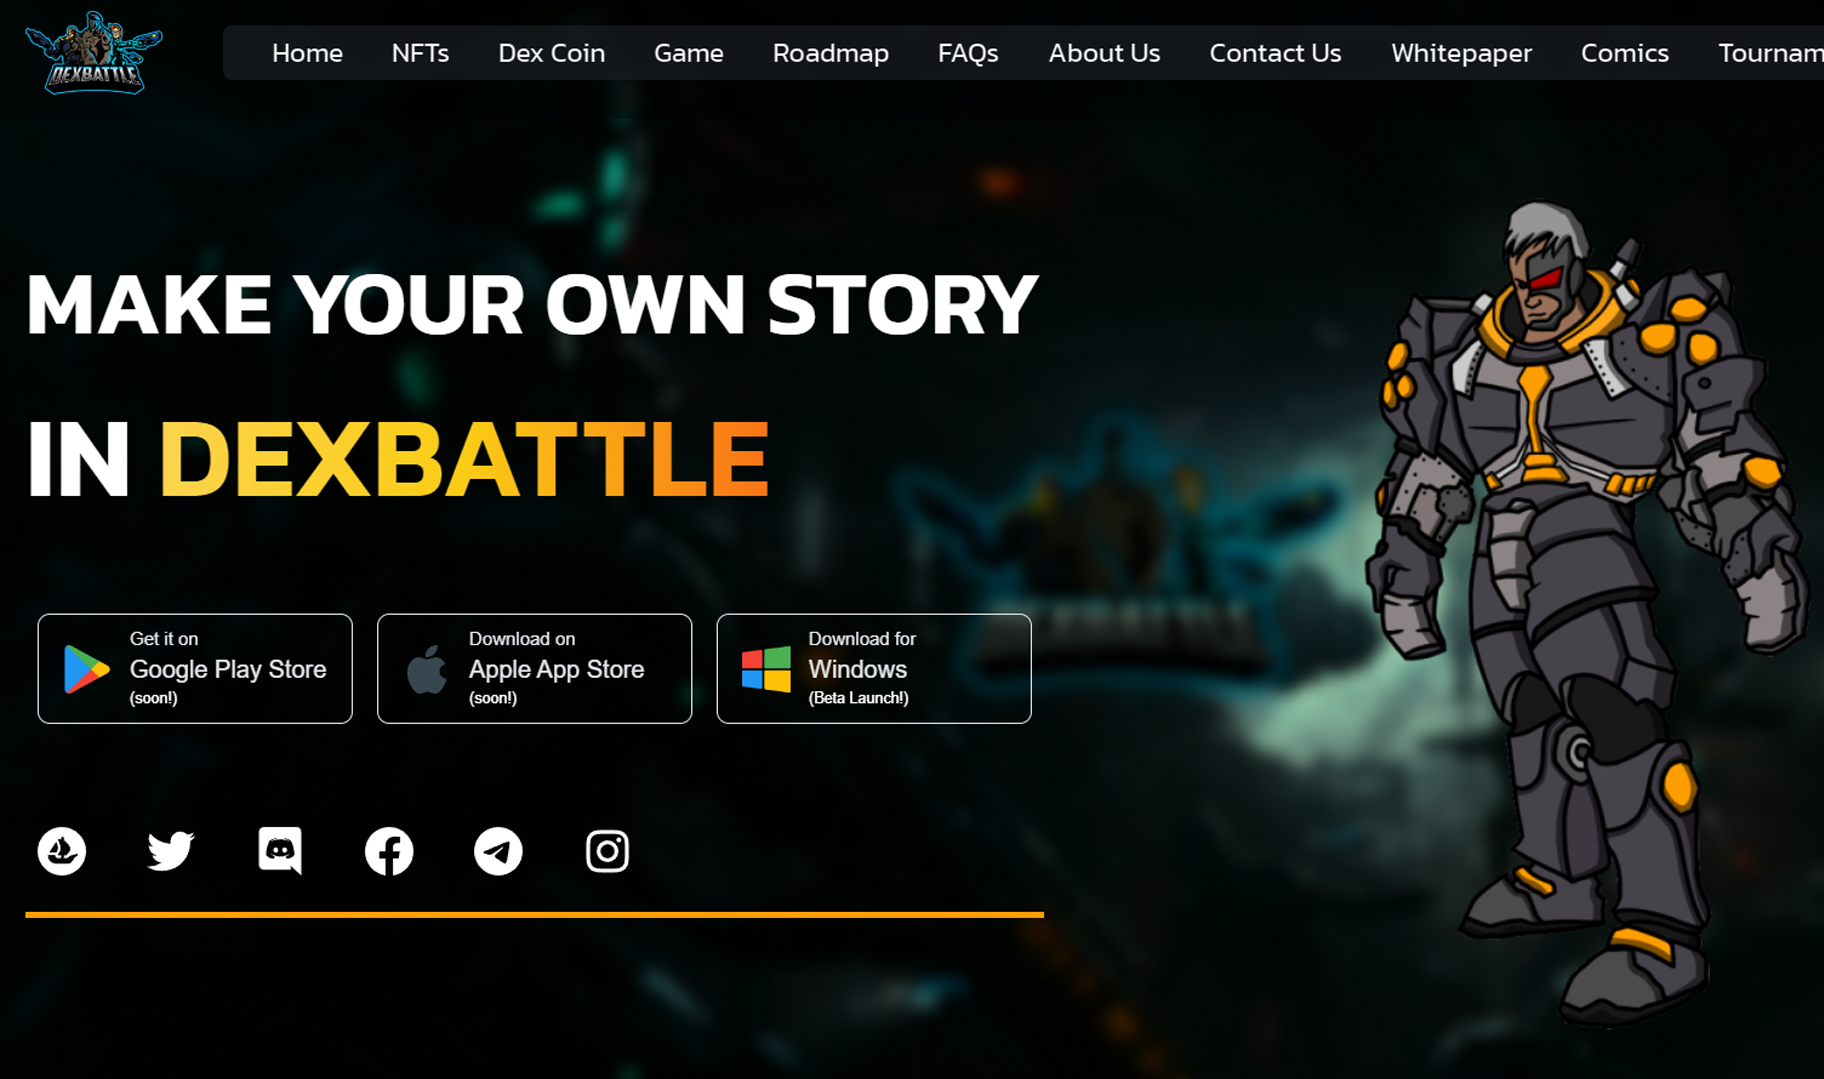 DEXBATTLE
Home NFTs Dex Coin Game Roadmap FAQs About Us Contact Us Whitepaper Comics Tournam
MAKE YOUR OWN STORY
IN DEXBATTLE
Get it on
Google Play Store
(soon!)
Download on
Apple App Store
(soon!)
Download for
Windows
(Beta Launch!)
DEXBATTLE